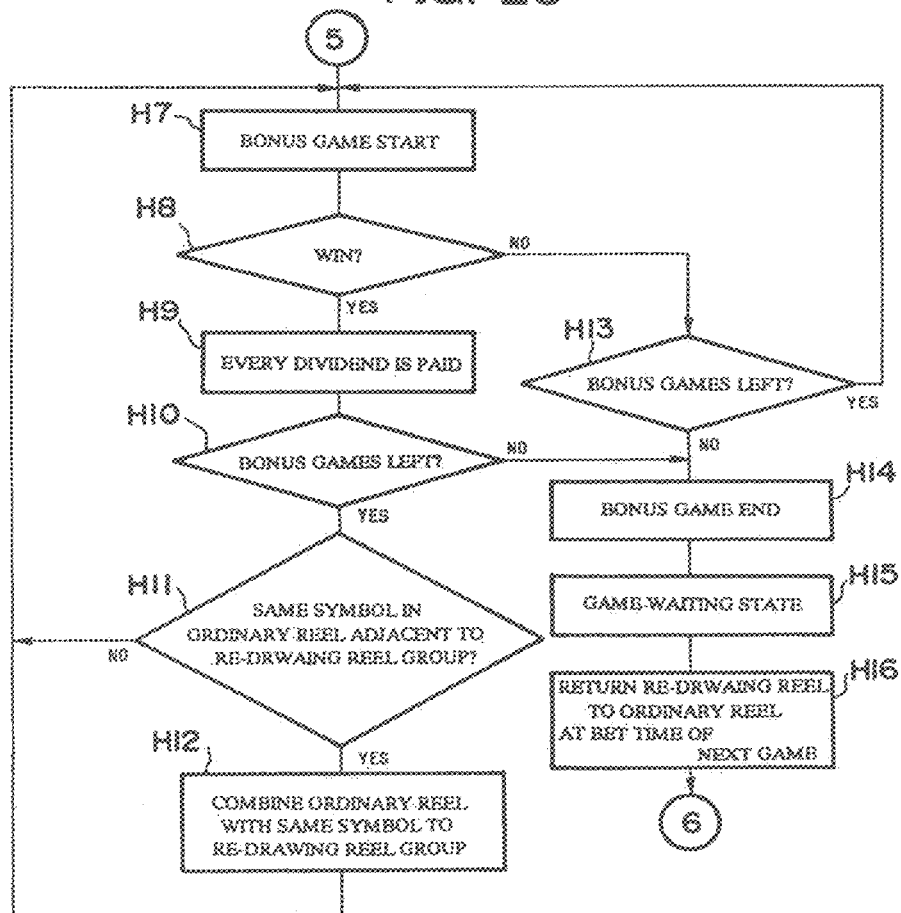 5
H7
BONUS GAME START
H8
WIN?
NO
YES
H9
EVERY DIVIDEND IS PAID
H13
BONUS GAMES LEFT?
YES
NO
H10
BONUS GAMES LEFT?
NO
YES
H14
BONUS GAME END
H11
SAME SYMBOL IN
ORDINARY REEL ADJACENT TO
RE-DRWAING REEL GROUP?
NO
YES
H15
GAME-WAITING STATE
H16
RETURN RE-DRWAING REEL
TO ORDINARY REEL
AT BET TIME OF
NEXT GAME
H12
COMBINE ORDINARY REEL
WITH SAME SYMBOL TO
RE-DRAWING REEL GROUP
6